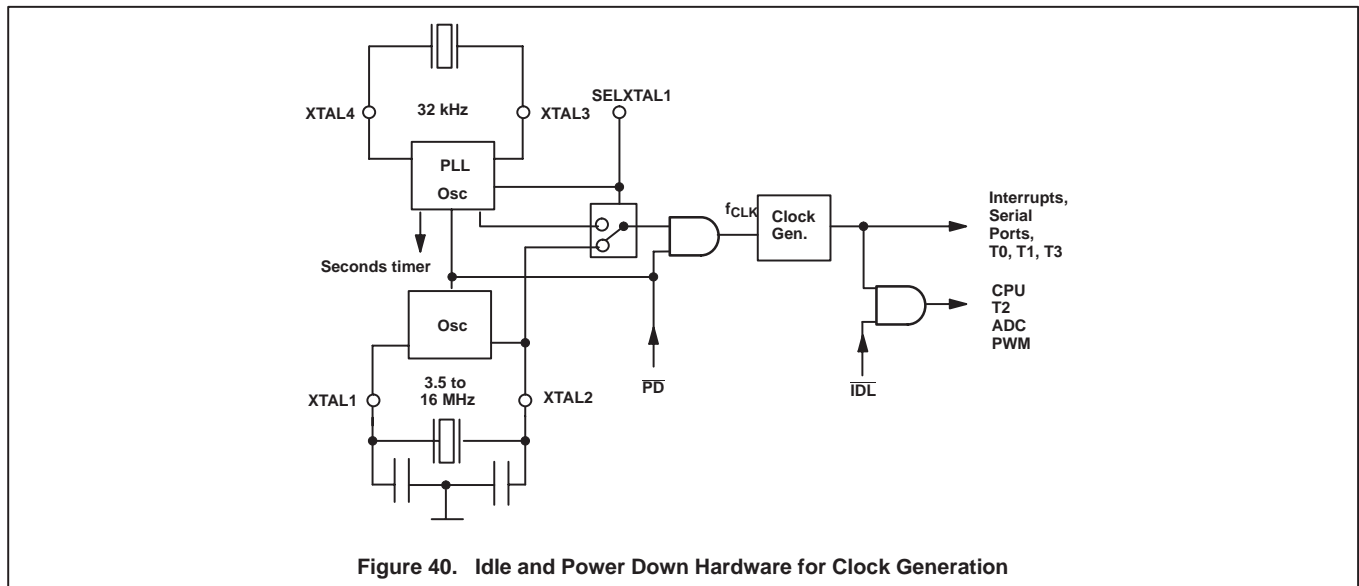 32 kHz
SELXTAL1
XTAL4
XTAL3
PLL
Osc
Seconds timer
fCLK
Clock
Gen.
Interrupts,
Serial
Ports,
T0, T1, T3
CPU
T2
ADC
PWM
Osc
PD
IDL
3.5 to
16 MHz
XTAL1
XTAL2
Figure 40. Idle and Power Down Hardware for Clock Generation